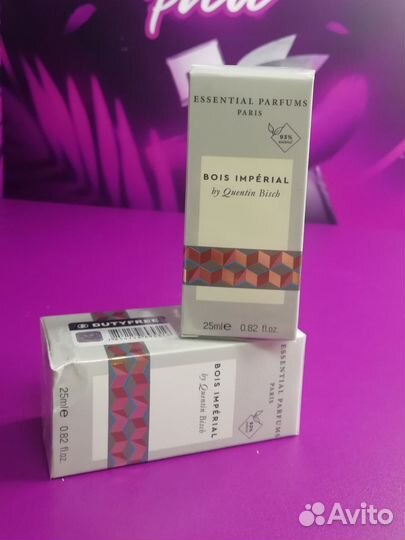 ESSENTIAL PARFUMS
PARIS
93%
natural
BOIS IMPÉRIAL
by Quentin Bisch
25ml e 0.82 fl.oz.
DUTYFREE
ESSENTIAL PARFUMS
PARIS
BOIS IMPÉRIAL
by Quentin Bisch
25ml e 0.82 fl.oz.
Avito